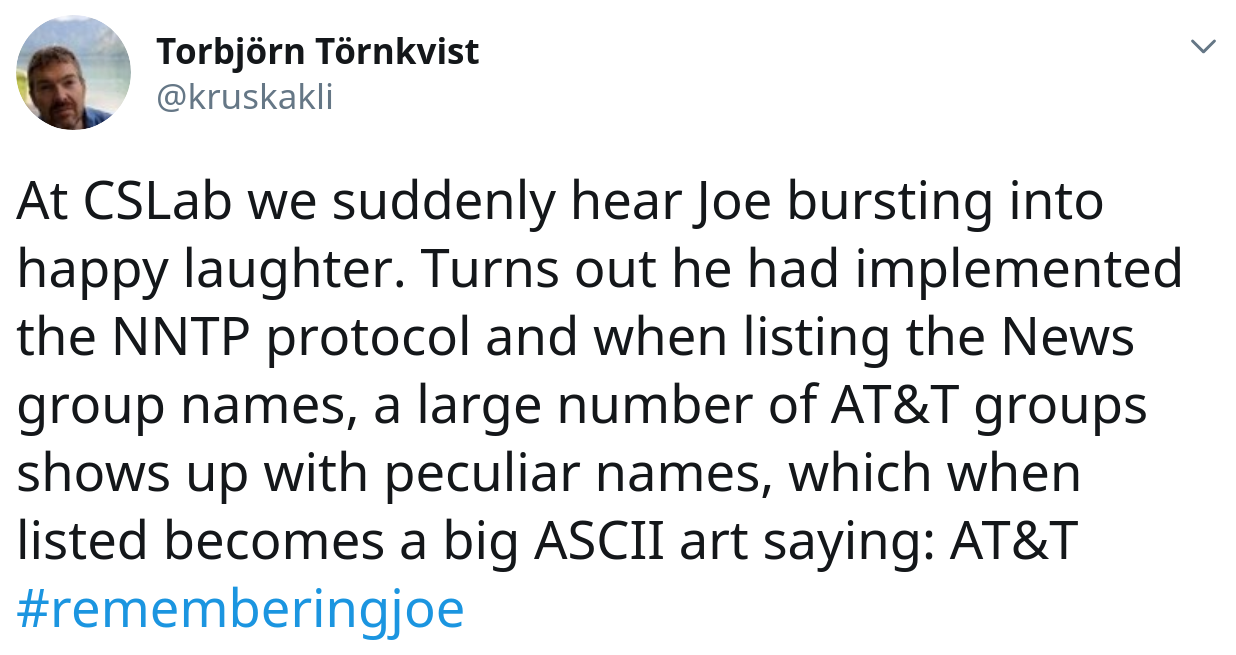 Torbjörn Törnkvist
@kruskakli
At CSLab we suddenly hear Joe bursting into
happy laughter. Turns out he had implemented
the NNTP protocol and when listing the News
group names, a large number of AT&T groups
shows up with peculiar names, which when
listed becomes a big ASCII art saying: AT&T
#rememberingjoe